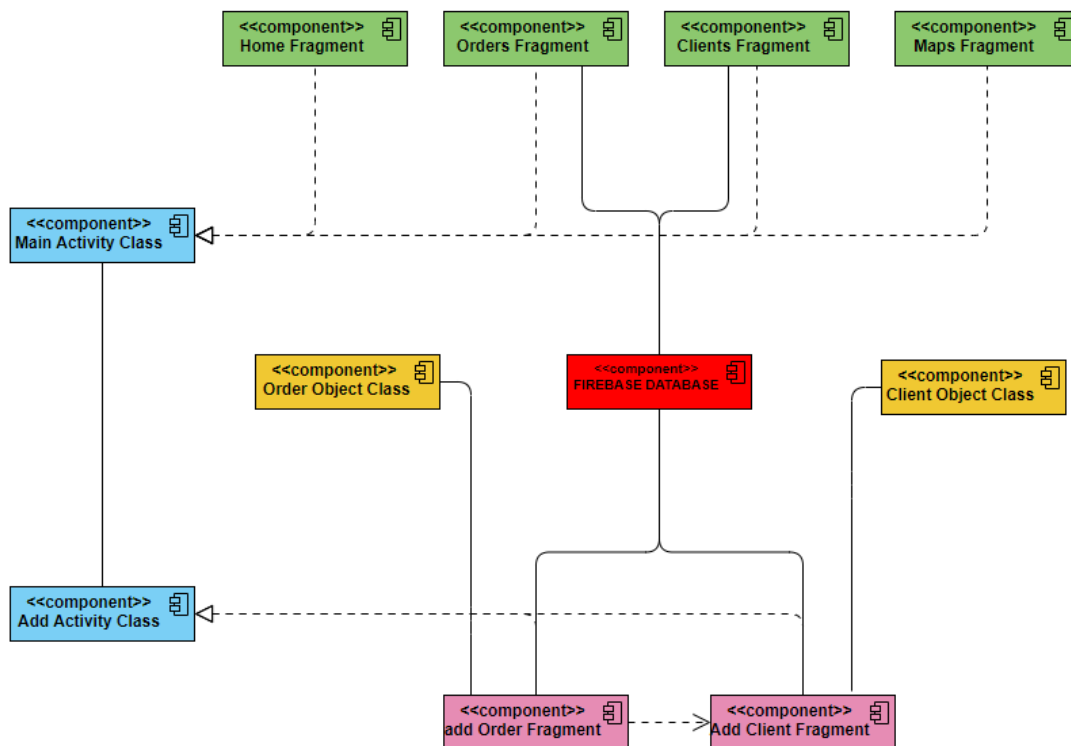 <<component>>
Home Fragment
<<component>>
Orders Fragment
<<component>>
Clients Fragment
<<component>>
Maps Fragment
<<component>>
Main Activity Class
<<component>>
Order Object Class
<<component>>
FIREBASE DATABASE
<<component>>
Client Object Class
<<component>>
Add Activity Class
<<component>>
add Order Fragment
<<component>>
Add Client Fragment